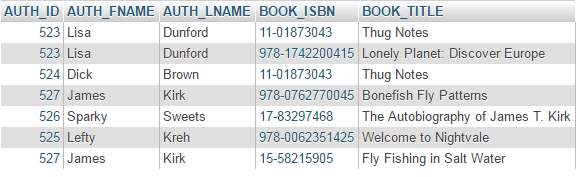 AUTH_ID AUTH_FNAME AUTH_LNAME BOOK_ISBN BOOK_TITLE
523 Lisa Dunford 11-01873043 Thug Notes
523 Lisa Dunford 978-1742200415 Lonely Planet: Discover Europe
524 Dick Brown 11-01873043 Thug Notes
527 James Kirk 978-0762770045 Bonefish Fly Patterns
526 Sparky Sweets 17-83297468 The Autobiography of James T. Kirk
525 Lefty Kreh 978-0062351425 Welcome to Nightvale
527 James Kirk 15-58215905 Fly Fishing in Salt Water